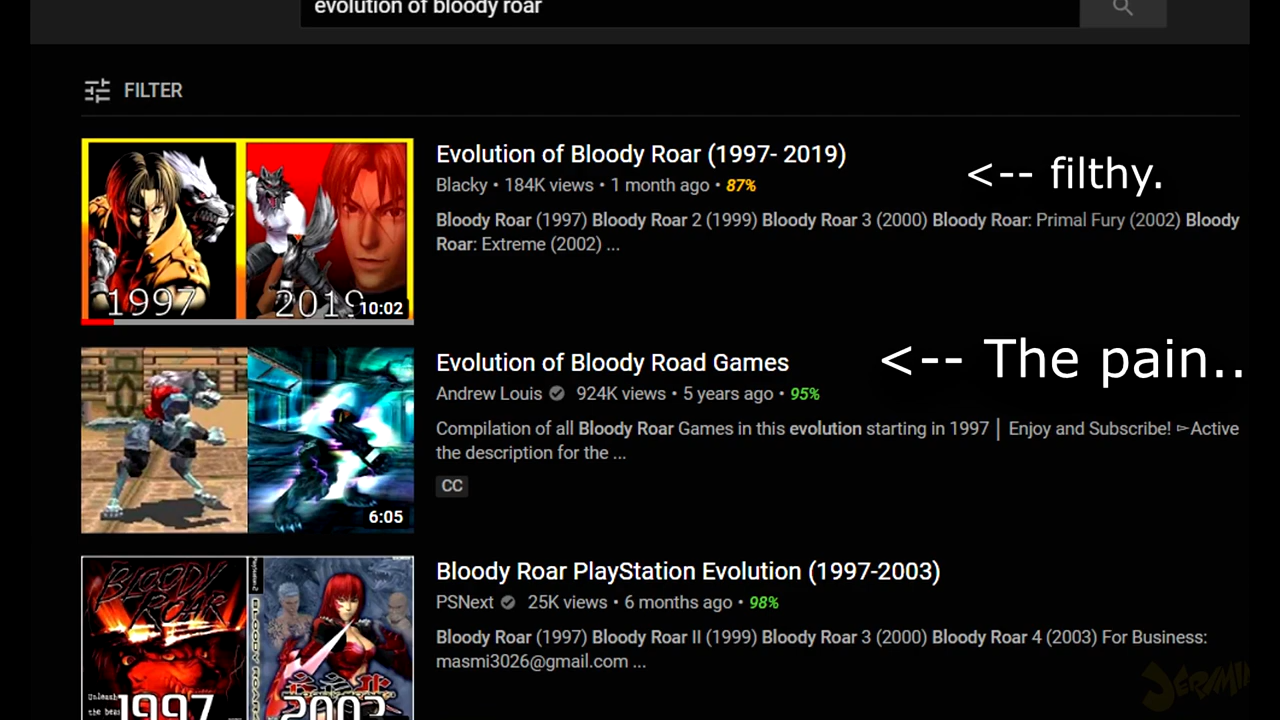 evolution of bloody roar
FILTER
Evolution of Bloody Roar (1997- 2019)
Blacky • 184K views • 1 month ago • 87%
<-- filthy.
Bloody Roar (1997) Bloody Roar 2 (1999) Bloody Roar 3 (2000) Bloody Roar: Primal Fury (2002) Bloody
Roar: Extreme (2002) ...
1997
2019
10:02
Evolution of Bloody Road Games
<-- The pain..
Andrew Louis 924K views • 5 years ago • 95%
Compilation of all Bloody Roar Games in this evolution starting in 1997 │ Enjoy and Subscribe! ►Active
the description for the ...
CC
6:05
Bloody Roar PlayStation Evolution (1997-2003)
PSNext 25K views • 6 months ago • 98%
Bloody Roar (1997) Bloody Roar II (1999) Bloody Roar 3 (2000) Bloody Roar 4 (2003) For Business:
masmi3026@gmail.com ...
BLOODY
ROAR
PlayStation 2
BLOODY ROAR
Unleash
the beast
1997
2003